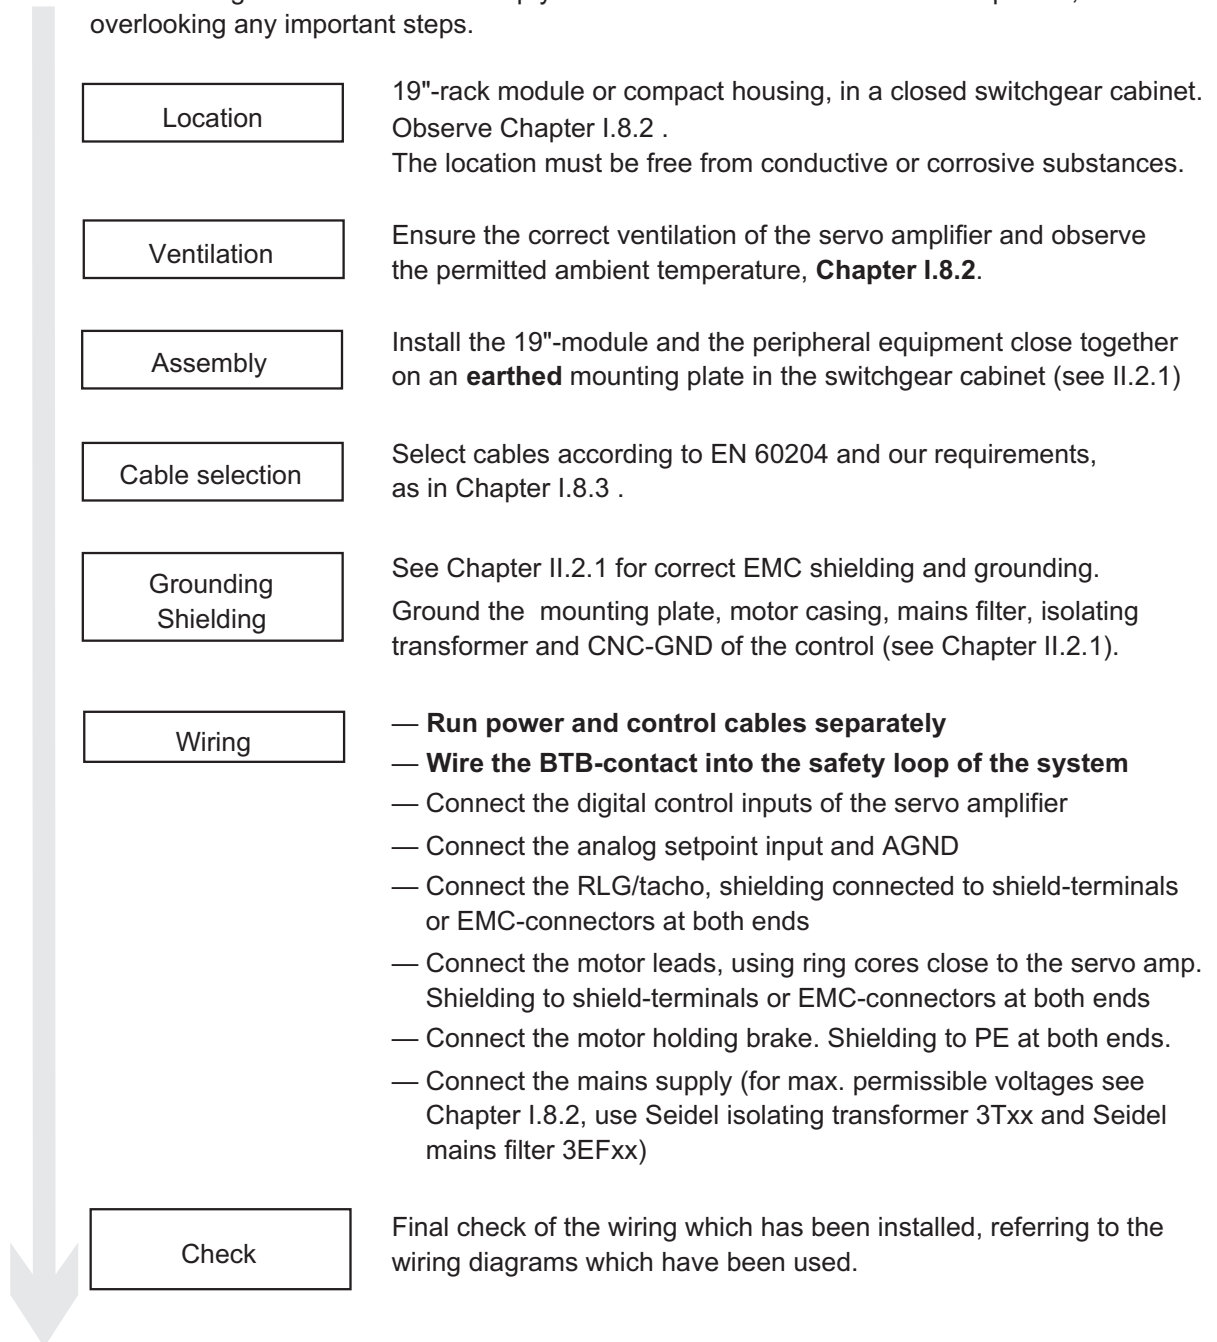 overlooking any important steps.
Location
19"-rack module or compact housing, in a closed switchgear cabinet.
Observe Chapter I.8.2 .
The location must be free from conductive or corrosive substances.
Ventilation
Ensure the correct ventilation of the servo amplifier and observe
the permitted ambient temperature, Chapter I.8.2.
Assembly
Install the 19"-module and the peripheral equipment close together
on an earthed mounting plate in the switchgear cabinet (see II.2.1)
Cable selection
Select cables according to EN 60204 and our requirements,
as in Chapter I.8.3 .
Grounding
Shielding
See Chapter II.2.1 for correct EMC shielding and grounding.
Ground the  mounting plate, motor casing, mains filter, isolating
transformer and CNC-GND of the control (see Chapter II.2.1).
Wiring
— Run power and control cables separately
— Wire the BTB-contact into the safety loop of the system
— Connect the digital control inputs of the servo amplifier
— Connect the analog setpoint input and AGND
— Connect the RLG/tacho, shielding connected to shield-terminals
or EMC-connectors at both ends
— Connect the motor leads, using ring cores close to the servo amp.
Shielding to shield-terminals or EMC-connectors at both ends
— Connect the motor holding brake. Shielding to PE at both ends.
— Connect the mains supply (for max. permissible voltages see
Chapter I.8.2, use Seidel isolating transformer 3Txx and Seidel
mains filter 3EFxx)
Check
Final check of the wiring which has been installed, referring to the
wiring diagrams which have been used.